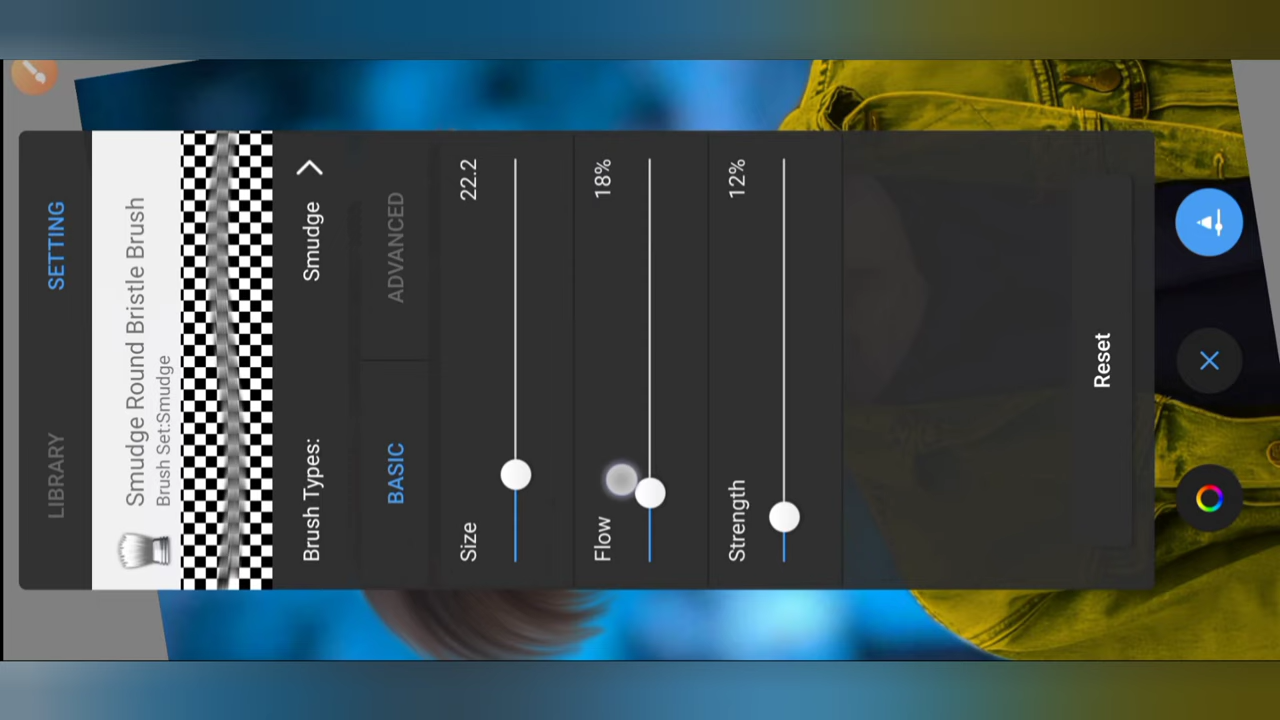 LIBRARY
SETTING
Smudge Round Bristle Brush
Brush Set:Smudge
Brush Types:
Smudge
BASIC
ADVANCED
Size
22.2
Flow
18%
Strength
12%
Reset